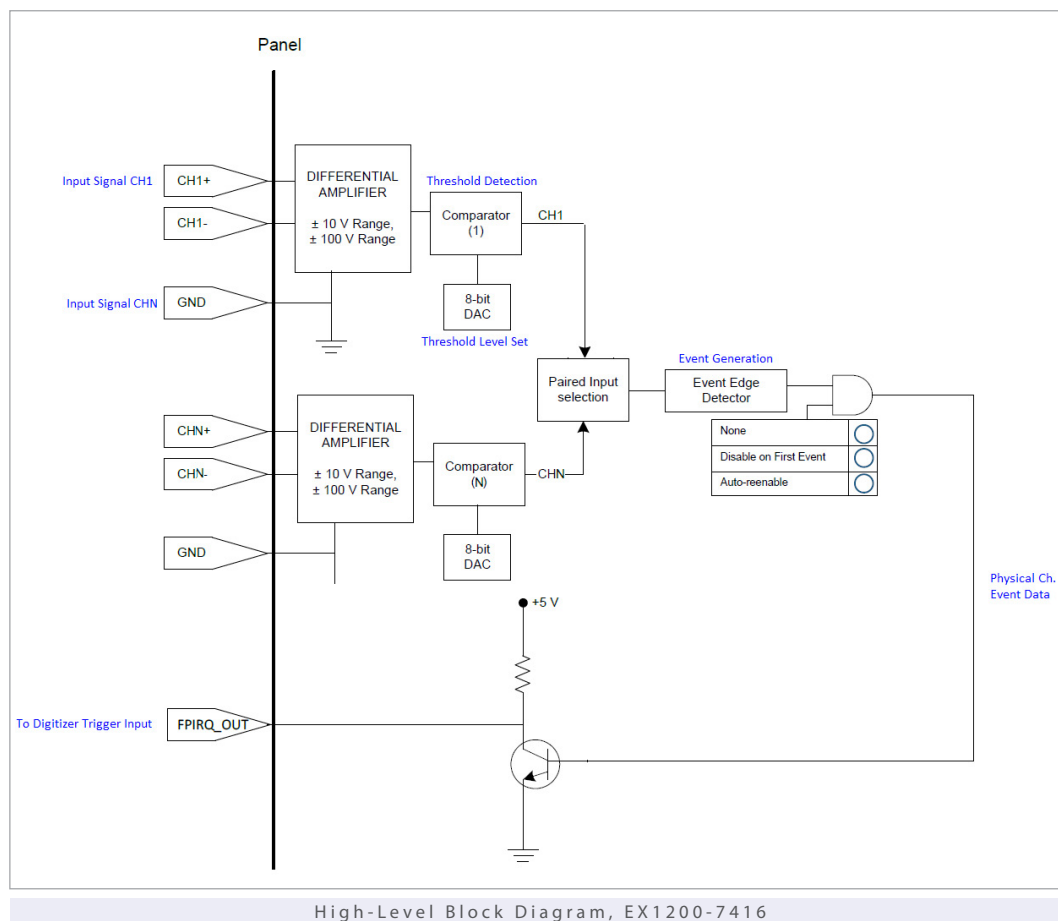 Panel
Input Signal CH1
CH1+
CH1-
Input Signal CHN
GND
DIFFERENTIAL
AMPLIFIER
± 10 V Range,
± 100 V Range
Threshold Detection
Comparator
(1)
CH1
8-bit
DAC
Threshold Level Set
Paired Input
selection
Event Generation
Event Edge
Detector
None
Disable on First Event
Auto-reenable
CHN+
CHN-
GND
DIFFERENTIAL
AMPLIFIER
± 10 V Range,
± 100 V Range
Comparator
(N)
CHN
8-bit
DAC
Physical Ch.
Event Data
+5 V
To Digitizer Trigger Input
FPIRQ_OUT
High-Level Block Diagram, EX1200-7416